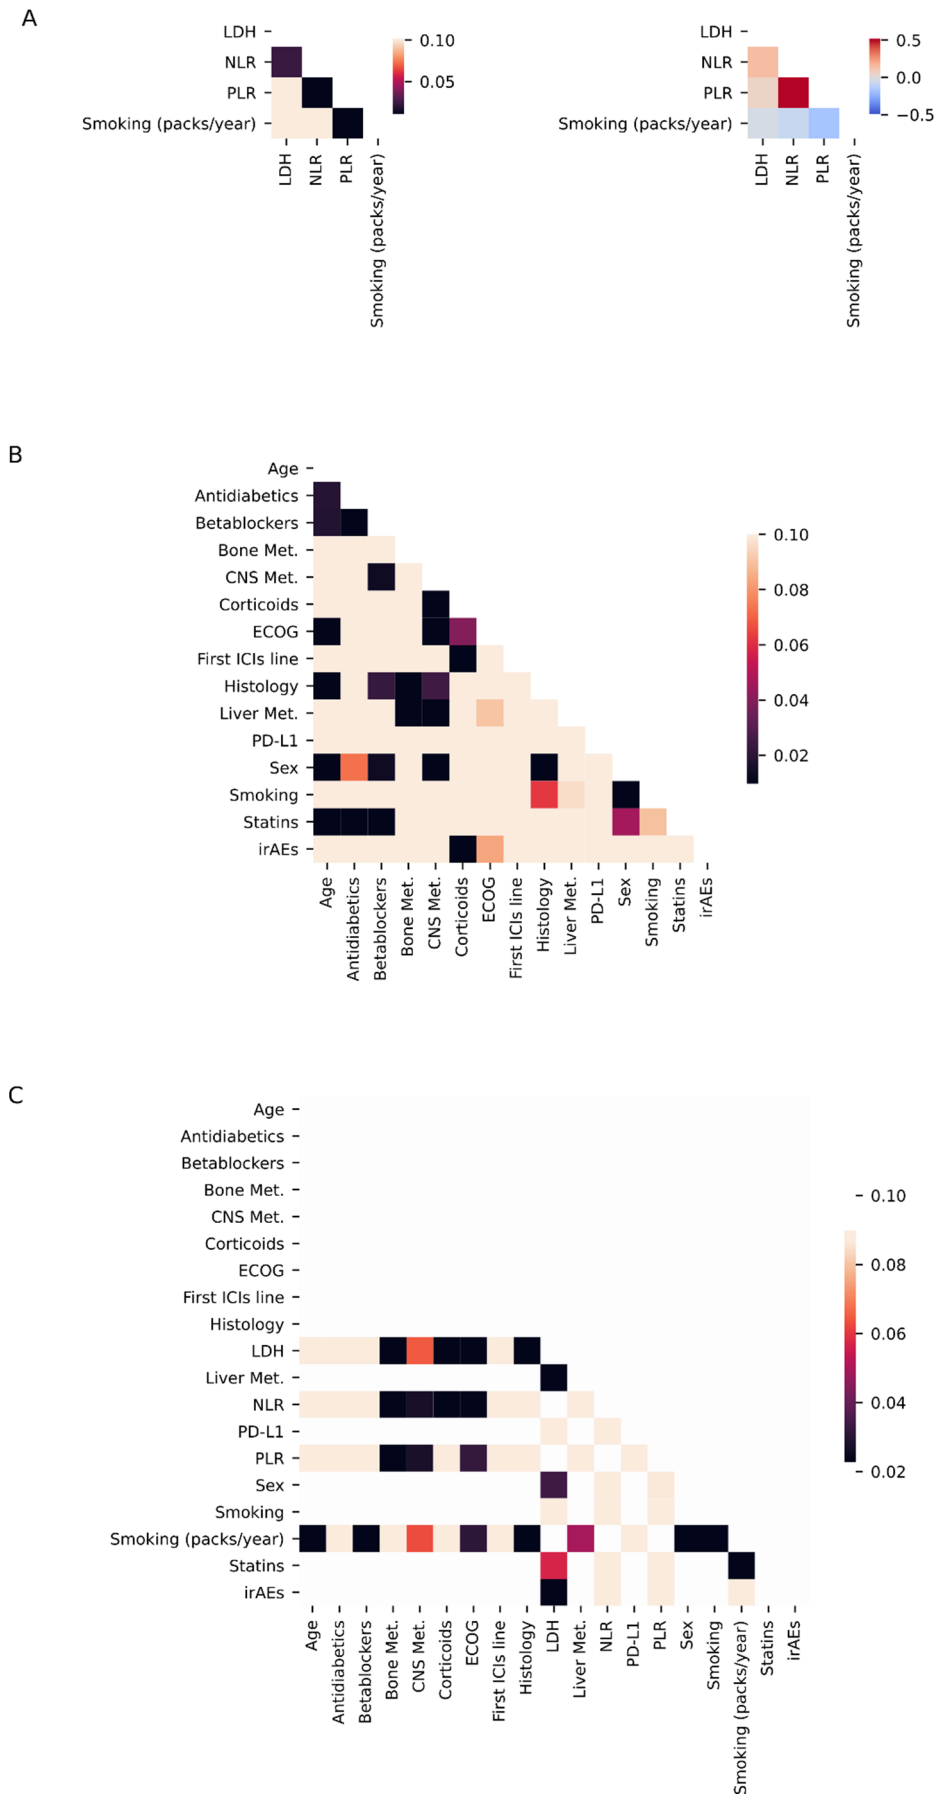 A
LDH
NLR
PLR
Smoking (packs/year)
LDH
NLR
PLR
Smoking (packs/year)
0.10
0.05
LDH
NLR
PLR
Smoking (packs/year)
LDH
NLR
PLR
Smoking (packs/year)
0.5
0.0
−0.5
B
Age
Antidiabetics
Betablockers
Bone Met.
CNS Met.
Corticoids
ECOG
First ICIs line
Histology
Liver Met.
PD-L1
Sex
Smoking
Statins
irAEs
Age
Antidiabetics
Betablockers
Bone Met.
CNS Met.
Corticoids
ECOG
First ICIs line
Histology
Liver Met.
PD-L1
Sex
Smoking
Statins
irAEs
0.10
0.08
0.06
0.04
0.02
C
Age
Antidiabetics
Betablockers
Bone Met.
CNS Met.
Corticoids
ECOG
First ICIs line
Histology
LDH
Liver Met.
NLR
PD-L1
PLR
Sex
Smoking
Smoking (packs/year)
Statins
irAEs
Age
Antidiabetics
Betablockers
Bone Met.
CNS Met.
Corticoids
ECOG
First ICIs line
Histology
LDH
Liver Met.
NLR
PD-L1
PLR
Sex
Smoking
Smoking (packs/year)
Statins
irAEs
0.10
0.08
0.06
0.04
0.02